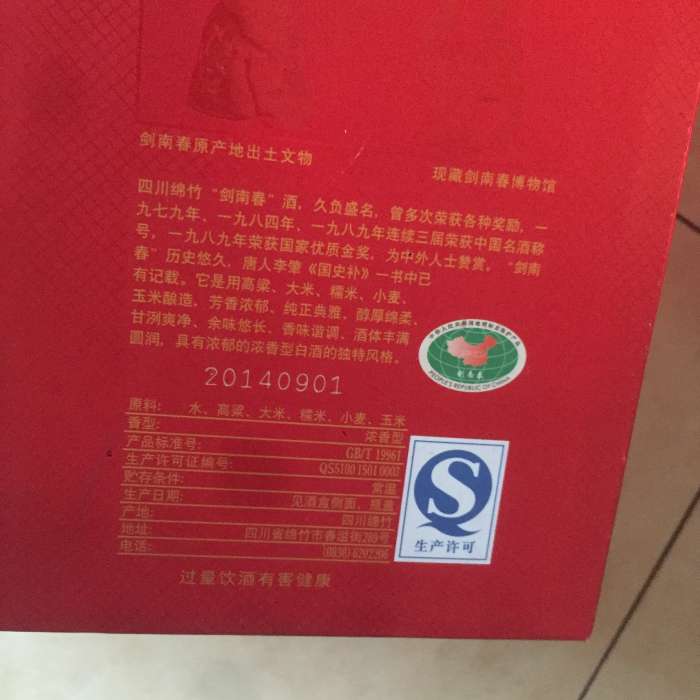 剑南春原产地出土文物
现藏剑南春博物馆
四川绵竹“剑南春”酒，久负盛名，曾多次荣获各种奖励，一
九七九年、一九八四年、一九八九年连续三届荣获中国名酒称
号，一九八九年荣获国家优质金奖，为中外人士赞赏，“剑南
春”历史悠久，唐人李肇《国史补》一书中已
有记载。它是用高粱、大米、糯米、小麦、
玉米酿造，芳香浓郁、纯正典雅、醇厚绵柔、
甘洌爽净、余味悠长、香味谐调、酒体丰满
圆润，具有浓郁的浓香型白酒的独特风格。
PEOPLE'S REPUBLIC OF CHINA
剑南春
20140901
原料: 水、高粱、大米、糯米、小麦、玉米
香型: 浓香型
产品标准号: GB/T 19961
生产许可证编号: QS5100 1501 0003
贮存条件: 常温
生产日期: 见酒盒侧面、瓶盖
产地: 四川绵竹
地址: 四川省绵竹市春溢街289号
电话: (0838) 6292206
生产许可
过量饮酒有害健康